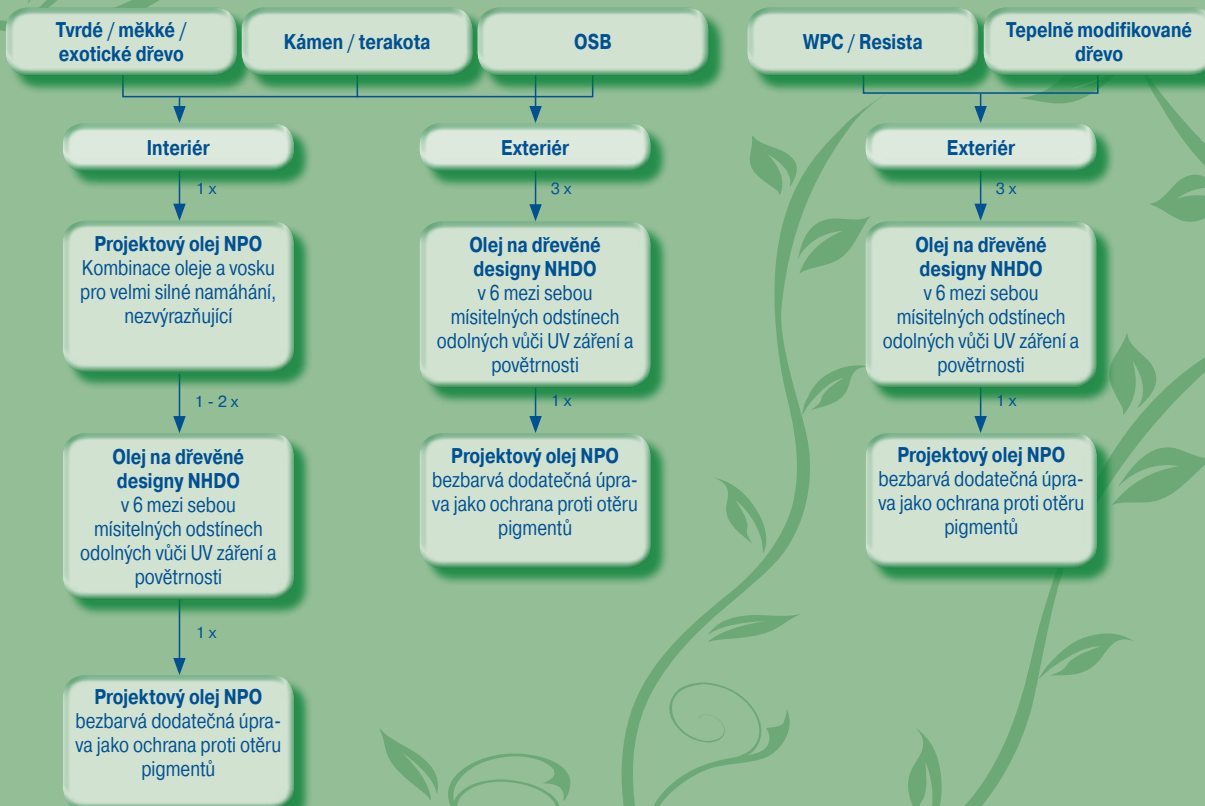 Tvrdé / měkké /
exotické dřevo
Kámen / terakota
OSB
WPC / Resista
Tepelně modifikované
dřevo
Interiér
1 x
Projektový olej NPO
Kombinace oleje a vosku
pro velmi silné namáhání,
nezvýrazňující
1 - 2 x
Olej na dřevěné
designy NHDO
v 6 mezi sebou
mísitelných odstínech
odolných vůči UV záření a
povětrnosti
1 x
Projektový olej NPO
bezbarvá dodatečná úpra-
va jako ochrana proti otěru
pigmentů
Exteriér
3 x
Olej na dřevěné
designy NHDO
v 6 mezi sebou
mísitelných odstínech
odolných vůči UV záření a
povětrnosti
1 x
Projektový olej NPO
bezbarvá dodatečná úpra-
va jako ochrana proti otěru
pigmentů
Exteriér
3 x
Olej na dřevěné
designy NHDO
v 6 mezi sebou
mísitelných odstínech
odolných vůči UV záření a
povětrnosti
1 x
Projektový olej NPO
bezbarvá dodatečná úpra-
va jako ochrana proti otěru
pigmentů